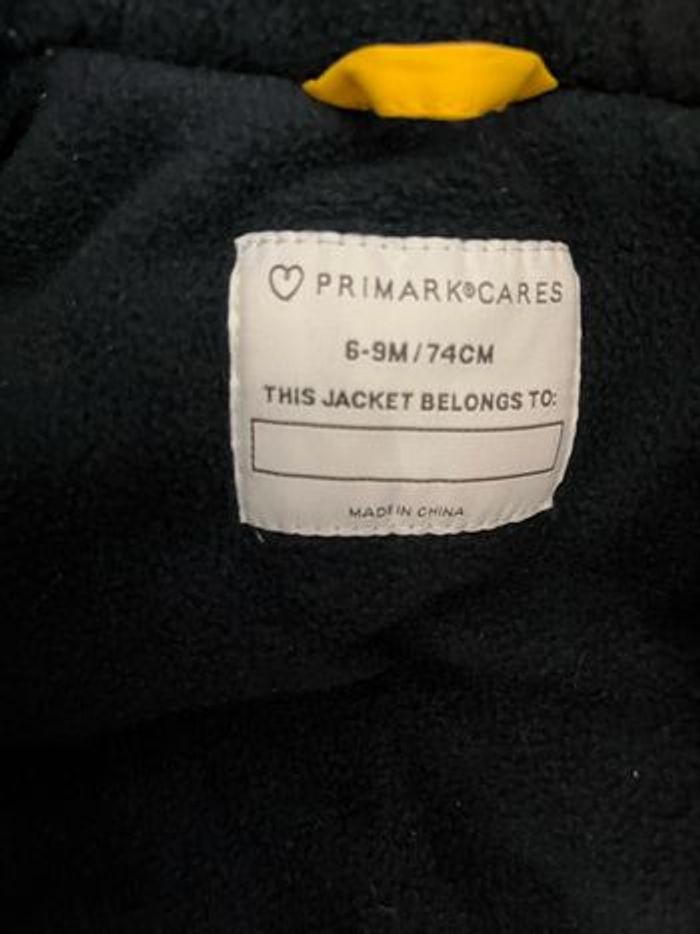 PRIMARK®CARES
6-9M/74CM
THIS JACKET BELONGS TO:
MADE IN CHINA